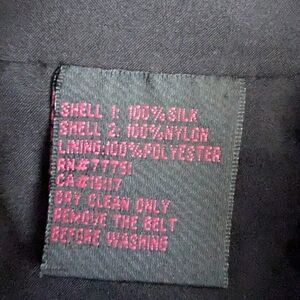 SHELL 1: 100%SILK
SHELL 2: 100%NYLON
LINING:100%POLYESTER
RN#77751
CA#16117
DRY CLEAN ONLY
REMOVE THE BELT
BEFORE WASHING